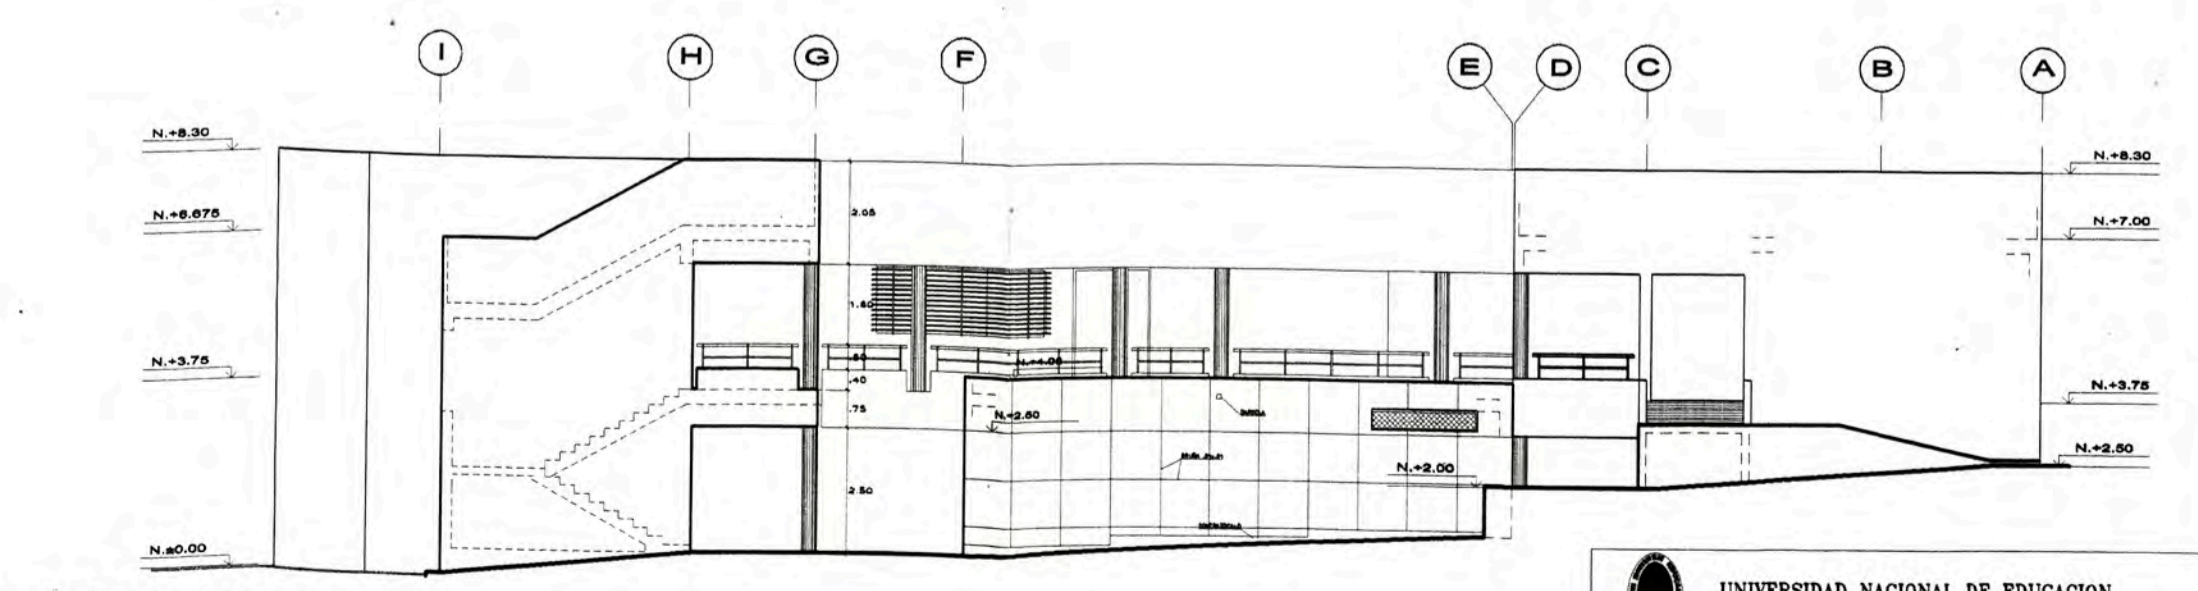 I H G F E D C B A
N.+8.30
N.+6.675
N.+3.75
N.±0.00
2.05
1.60
.50
.40
.75
2.50
N.+4.00
N.+2.50
N.+2.00
N.+8.30
N.+7.00
N.+3.75
N.+2.50
UNIVERSIDAD NACIONAL DE EDUCACION